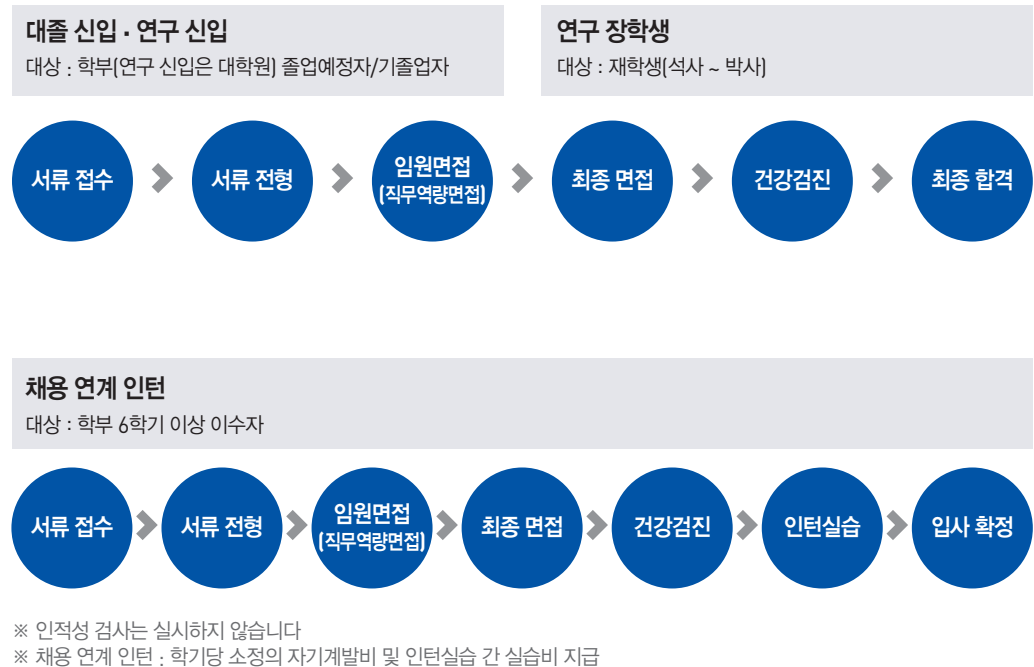 대졸 신입 · 연구 신입
대상 : 학부(연구 신입은 대학원) 졸업예정자/기졸업자
연구 장학생
대상 : 재학생(석사 ~ 박사)
서류 접수
서류 전형
임원면접
(직무역량면접)
최종 면접
건강검진
최종 합격
채용 연계 인턴
대상 : 학부 6학기 이상 이수자
서류 접수
서류 전형
임원면접
(직무역량면접)
최종 면접
건강검진
인턴실습
입사 확정
※ 인적성 검사는 실시하지 않습니다
※ 채용 연계 인턴 : 학기당 소정의 자기계발비 및 인턴실습 간 실습비 지급